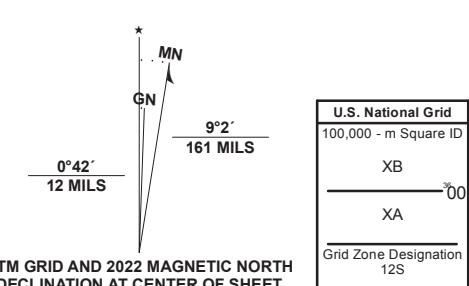 ★
MN
GN
9°2´
161 MILS
0°42´
12 MILS
TM GRID AND 2022 MAGNETIC NORTH
DECLINATION AT CENTER OF SHEET
U.S. National Grid
100,000 - m Square ID
XB
³⁶00
XA
Grid Zone Designation
12S